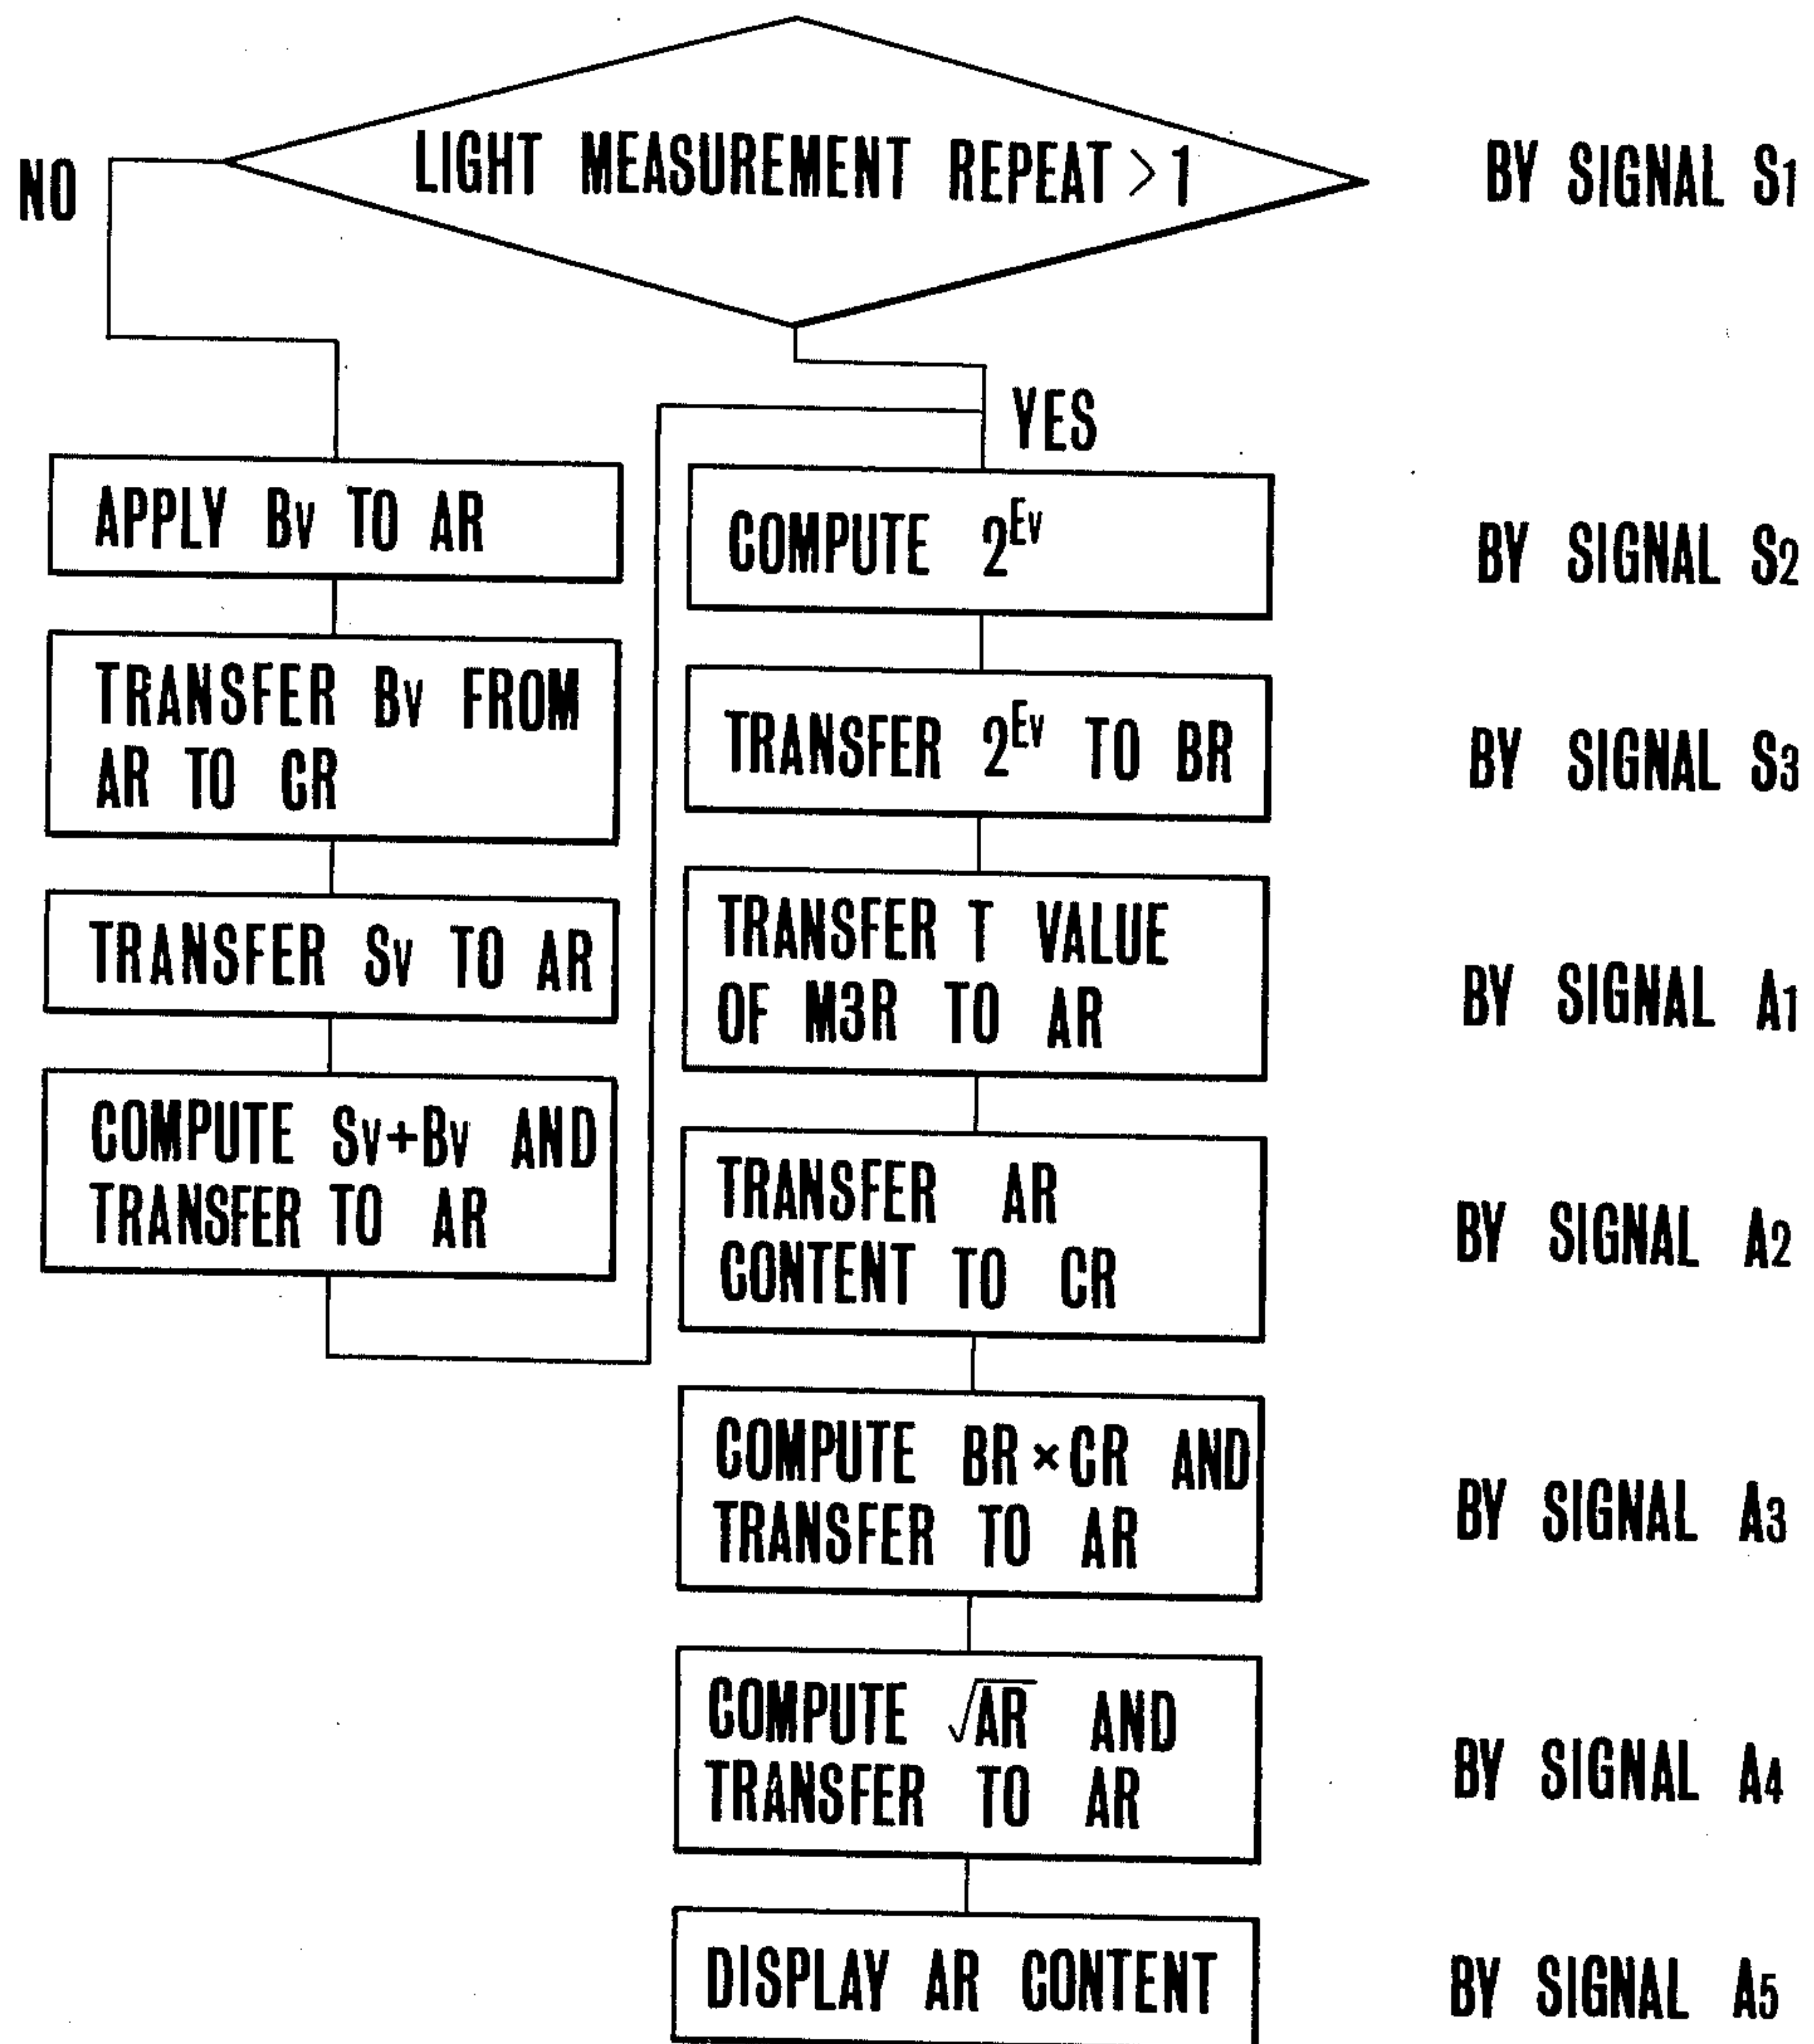 LIGHT MEASUREMENT REPEAT > 1
BY SIGNAL S1
NO
YES
APPLY Bv TO AR
TRANSFER Bv FROM
AR TO CR
TRANSFER Sv TO AR
COMPUTE Sv+Bv AND
TRANSFER TO AR
COMPUTE 2^Ev
BY SIGNAL S2
TRANSFER 2^Ev TO BR
BY SIGNAL S3
TRANSFER T VALUE
OF M3R TO AR
BY SIGNAL A1
TRANSFER AR
CONTENT TO CR
BY SIGNAL A2
COMPUTE BR×CR AND
TRANSFER TO AR
BY SIGNAL A3
COMPUTE √AR AND
TRANSFER TO AR
BY SIGNAL A4
DISPLAY AR CONTENT
BY SIGNAL A5